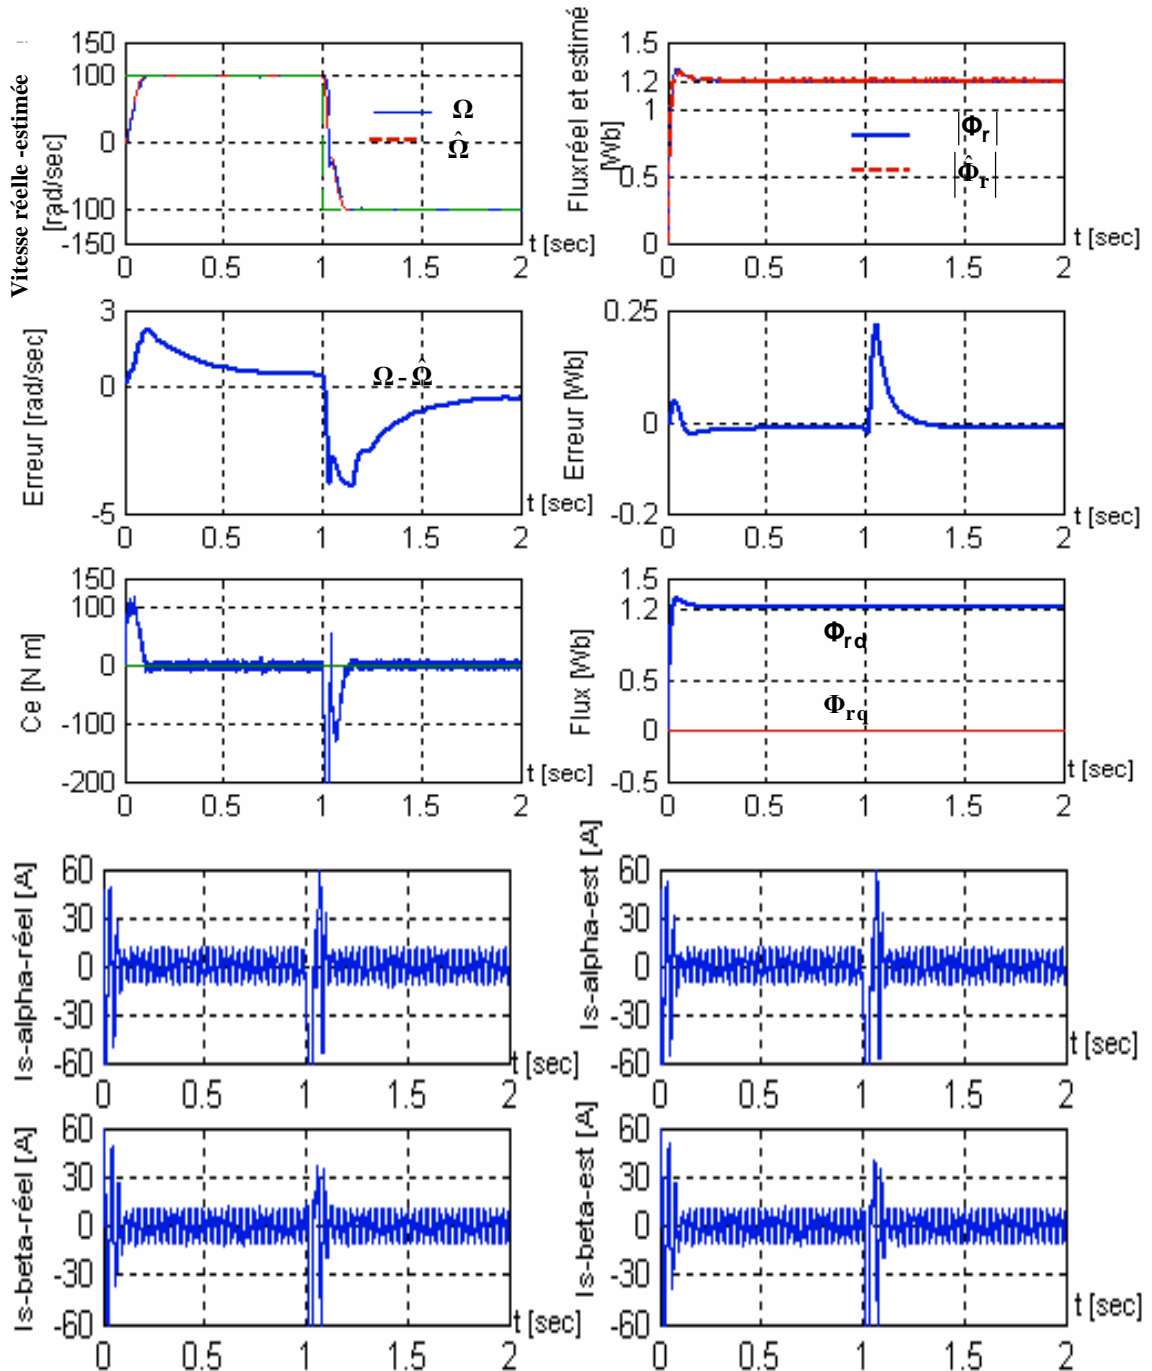 Vitesse réelle -estimée
[rad/sec]
150
100
0
-100
-150
0 0.5 1 1.5 2
t [sec]
Ω
Ω̂
Fluxréel et estimé
[Wb]
1.5
1.2
1
0.5
0
0 0.5 1 1.5 2
t [sec]
|Φr|
|Φ̂r|
Erreur [rad/sec]
3
0
-5
0 0.5 1 1.5 2
t [sec]
Ω - Ω̂
Erreur [Wb]
0.25
0
-0.2
0 0.5 1 1.5 2
t [sec]
Ce [N m]
150
100
0
-100
-200
0 0.5 1 1.5 2
t [sec]
Flux [Wb]
1.5
1.2
0.5
0
-0.5
0 0.5 1 1.5 2
t [sec]
Φrd
Φrq
Is-alpha-réel [A]
60
30
0
-30
-60
0 0.5 1 1.5 2
t [sec]
Is-alpha-est [A]
60
30
0
-30
-60
0 0.5 1 1.5 2
t [sec]
Is-beta-réel [A]
60
30
0
-30
-60
0 0.5 1 1.5 2
t [sec]
Is-beta-est [A]
60
30
0
-30
-60
0 0.5 1 1.5 2
t [sec]